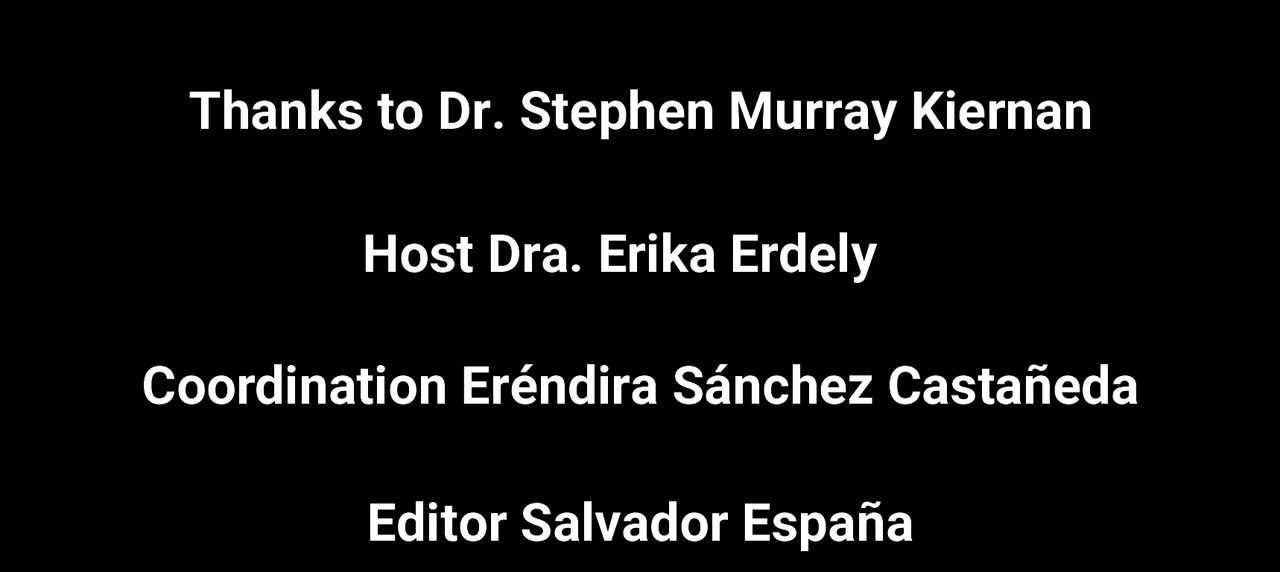 Thanks to Dr. Stephen Murray Kiernan
Host Dra. Erika Erdely
Coordination Eréndira Sánchez Castañeda
Editor Salvador España